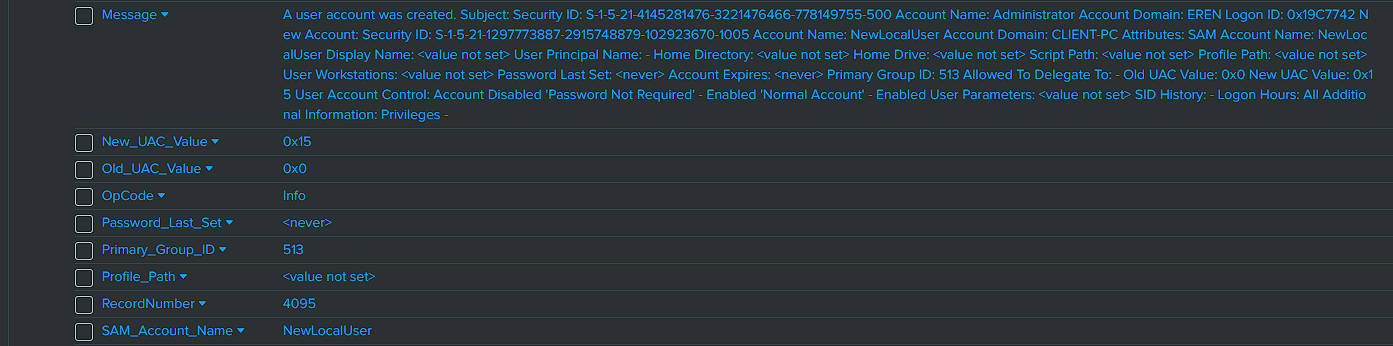 Message A user account was created. Subject: Security ID: S-1-5-21-4145281476-3221476466-778149755-500 Account Name: Administrator Account Domain: EREN Logon ID: 0x19C7742 N
ew Account: Security ID: S-1-5-21-1297773887-2915748879-102923670-1005 Account Name: NewLocalUser Account Domain: CLIENT-PC Attributes: SAM Account Name: NewLoc
alUser Display Name: <value not set> User Principal Name: - Home Directory: <value not set> Home Drive: <value not set> Script Path: <value not set> Profile Path: <value not set>
User Workstations: <value not set> Password Last Set: <never> Account Expires: <never> Primary Group ID: 513 Allowed To Delegate To: - Old UAC Value: 0x0 New UAC Value: 0x1
5 User Account Control: Account Disabled 'Password Not Required' - Enabled 'Normal Account' - Enabled User Parameters: <value not set> SID History: - Logon Hours: All Additio
nal Information: Privileges -
New_UAC_Value 0x15
Old_UAC_Value 0x0
OpCode Info
Password_Last_Set <never>
Primary_Group_ID 513
Profile_Path <value not set>
RecordNumber 4095
SAM_Account_Name NewLocalUser